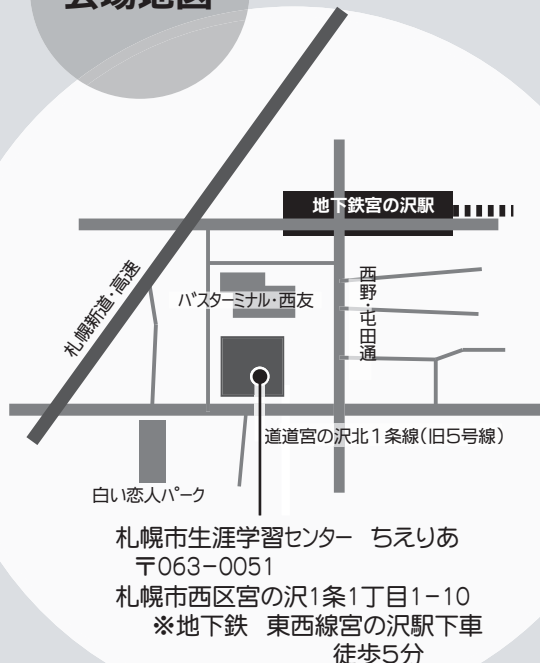 会場地図
地下鉄宮の沢駅
札幌新道・高速
バスターミナル・西友
西野・屯田通
道道宮の沢北1条線(旧5号線)
白い恋人パーク
札幌市生涯学習センター ちえりあ
〒063-0051
札幌市西区宮の沢1条1丁目1-10
※地下鉄 東西線宮の沢駅下車
徒歩5分